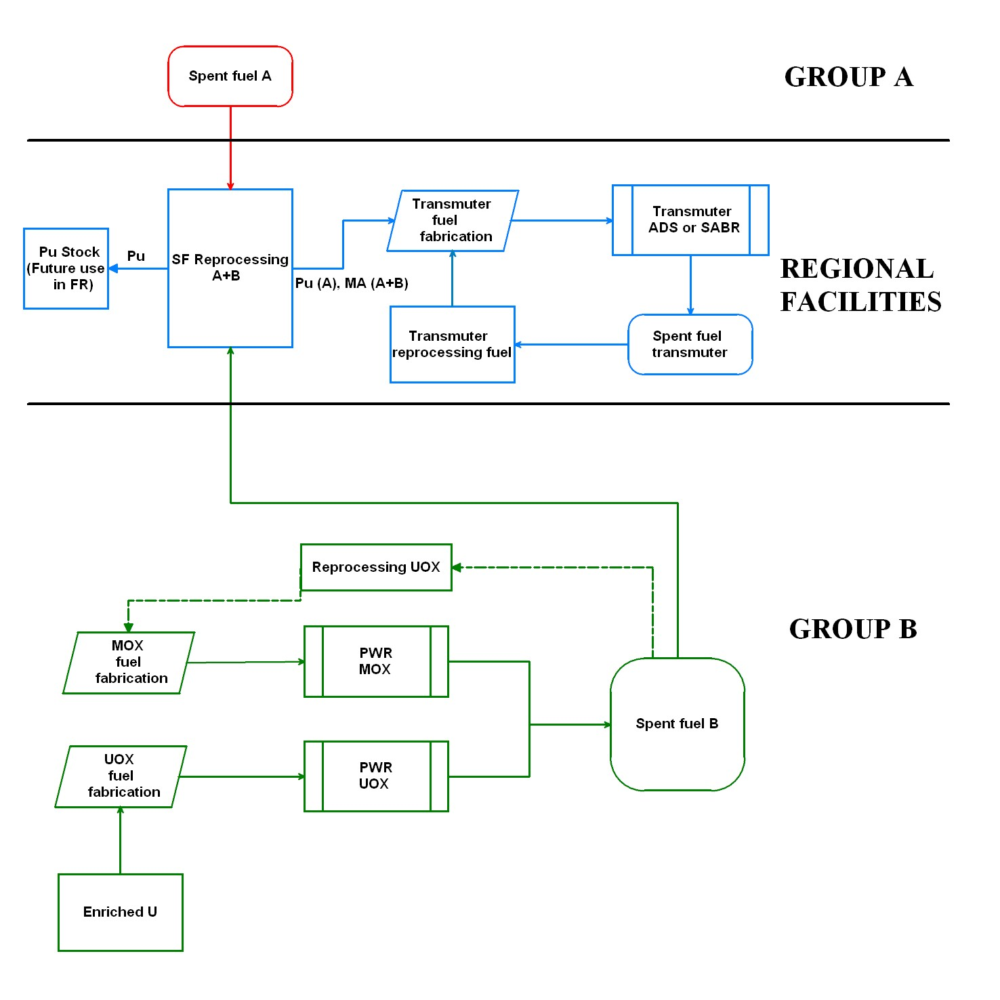 Spent fuel A
GROUP A
Pu Stock
(Future use
in FR)
Pu
SF Reprocessing
A+B
Pu (A), MA (A+B)
Transmuter
fuel
fabrication
Transmuter
ADS or SABR
Transmuter
reprocessing fuel
Spent fuel
transmuter
REGIONAL
FACILITIES
Reprocessing UOX
MOX
fuel
fabrication
PWR
MOX
GROUP B
Spent fuel B
UOX
fuel
fabrication
PWR
UOX
Enriched U